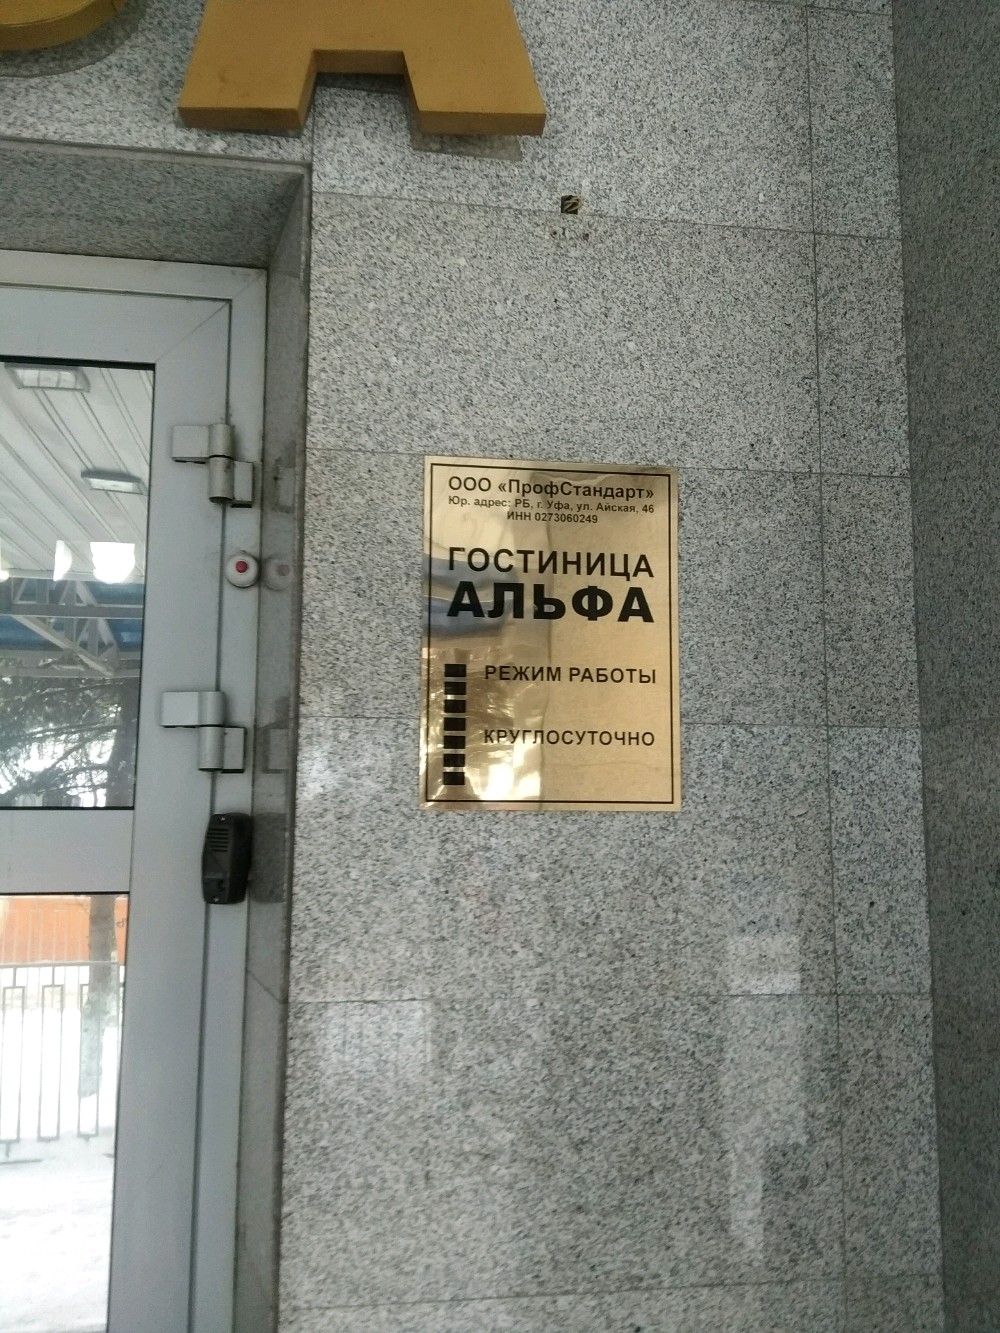 А
ООО «ПрофСтандарт»
Юр. адрес: РБ, г. Уфа, ул. Айская, 46
ИНН 0273060249
ГОСТИНИЦА
АЛЬФА
РЕЖИМ РАБОТЫ
КРУГЛОСУТОЧНО